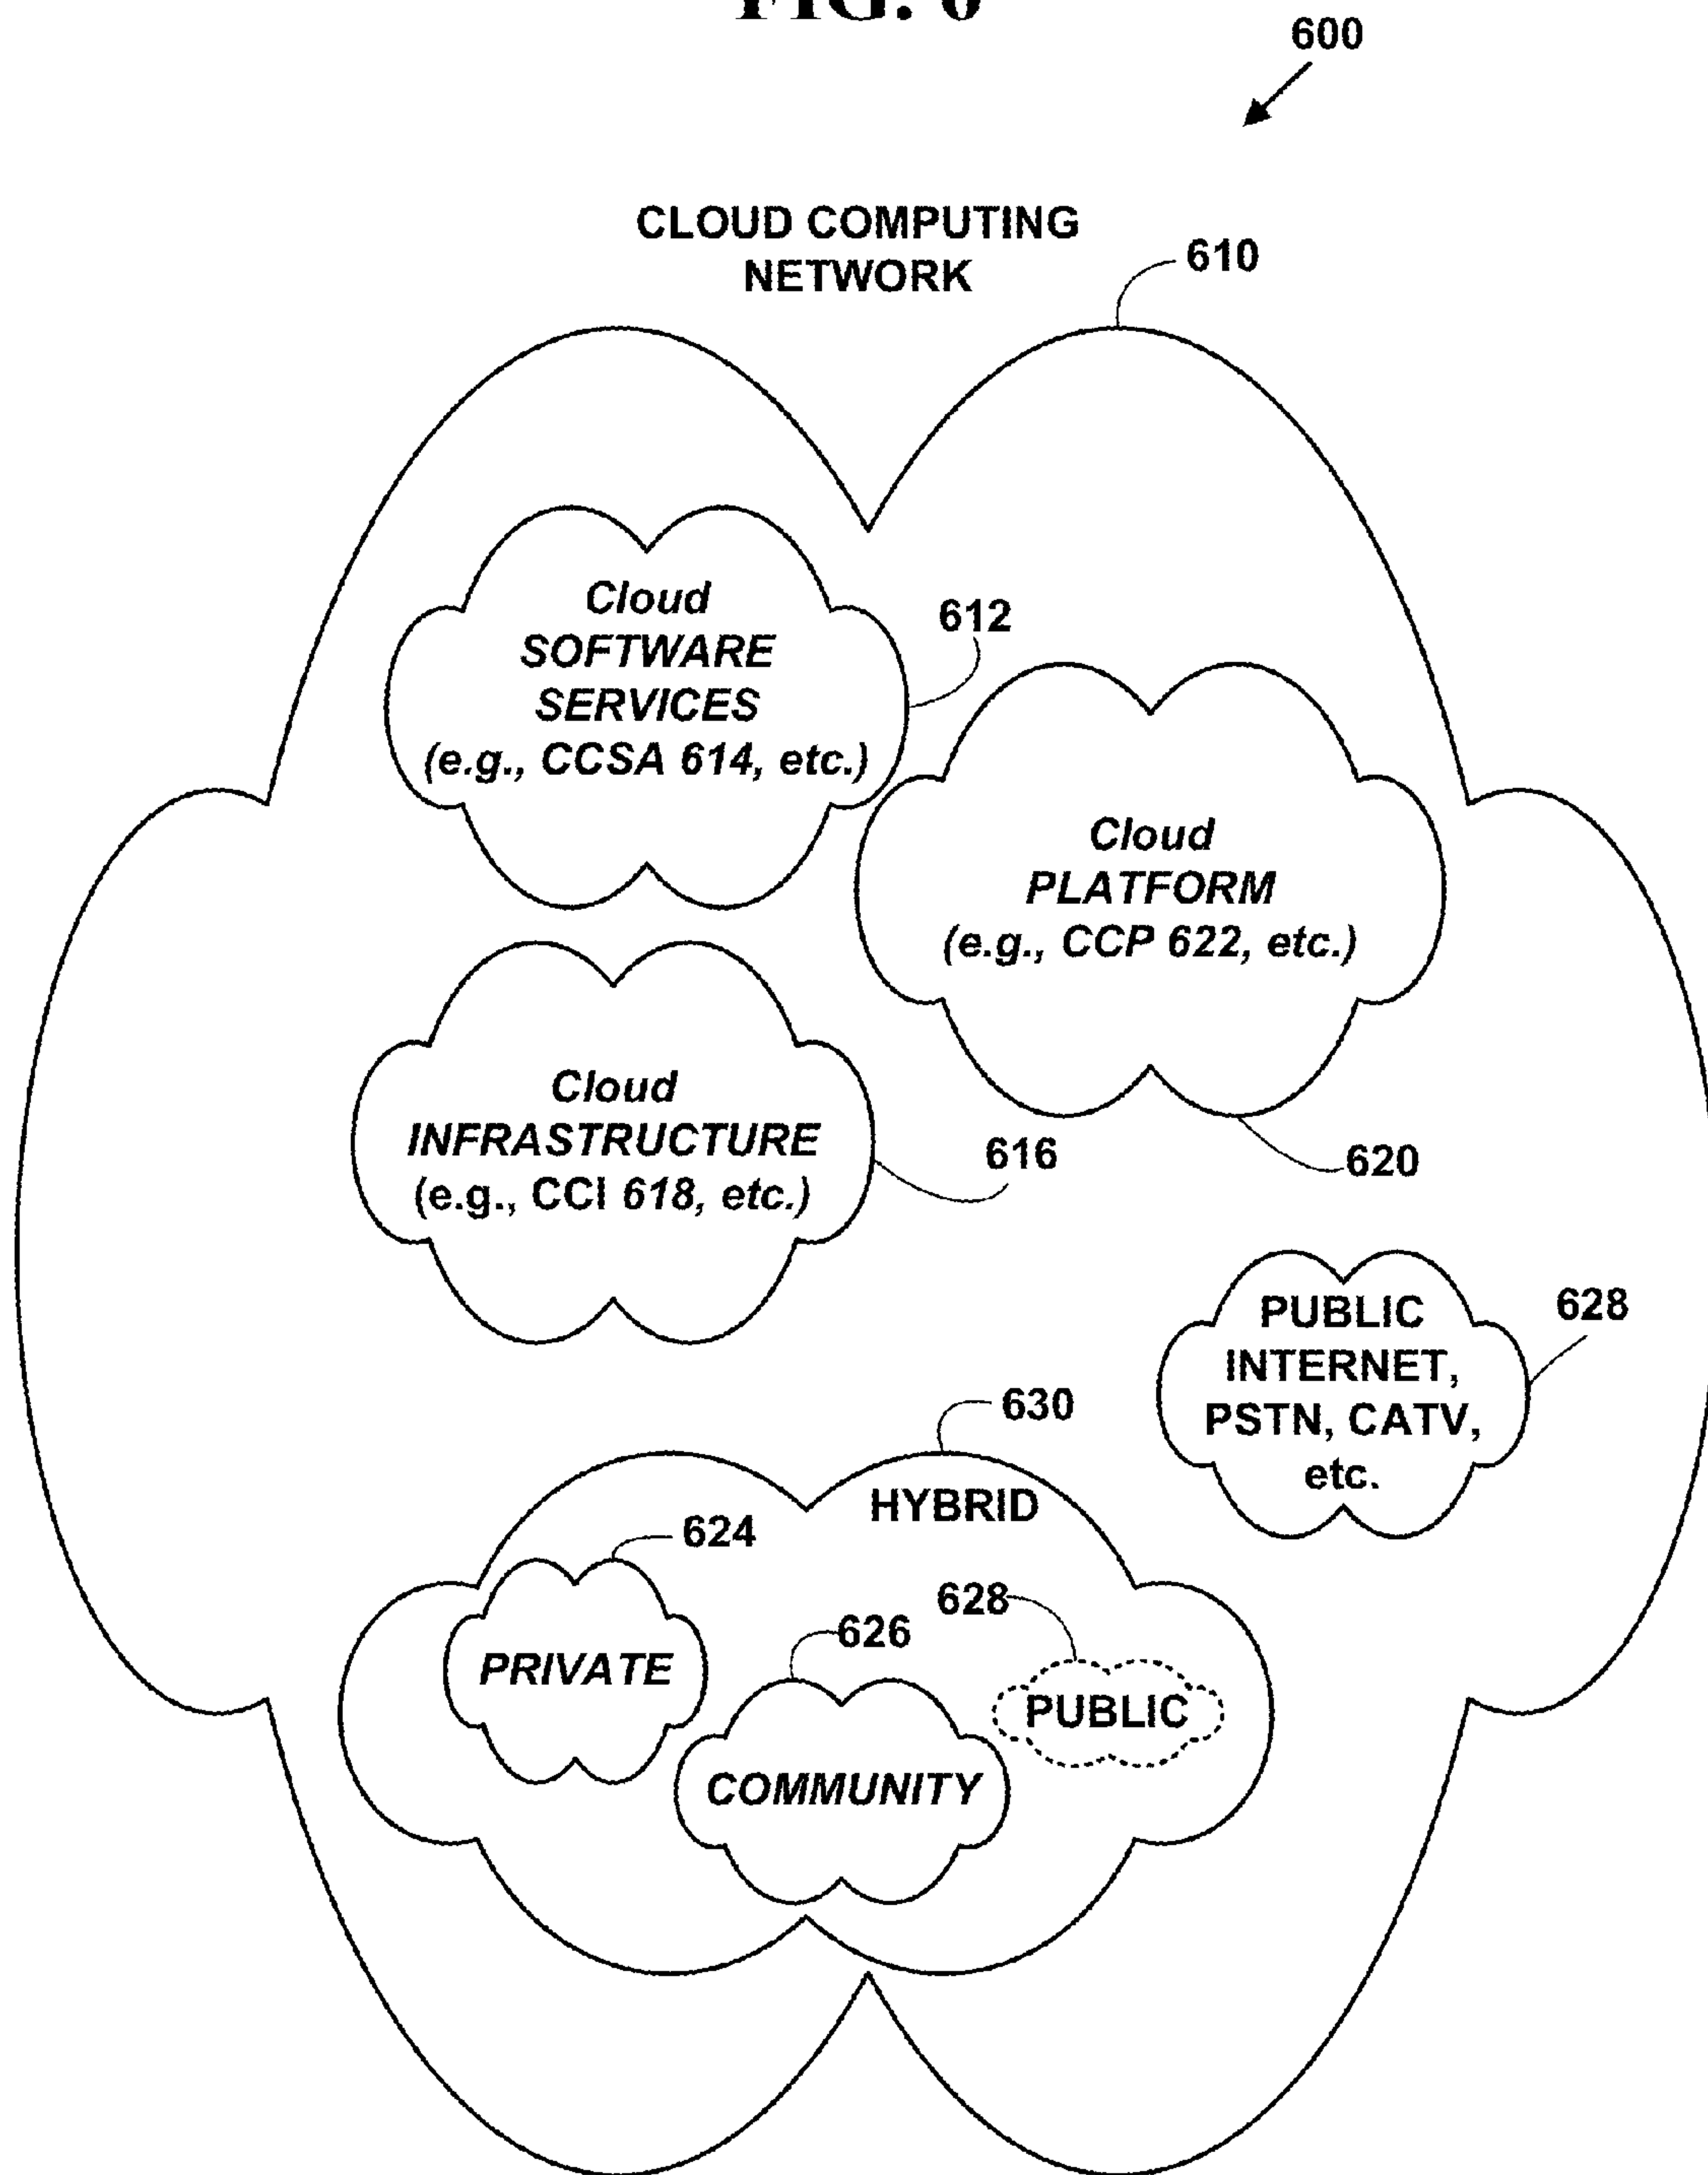 FIG. 6
600
CLOUD COMPUTING
NETWORK
610
Cloud
SOFTWARE
SERVICES
(e.g., CCSA 614, etc.)
612
Cloud
PLATFORM
(e.g., CCP 622, etc.)
620
Cloud
INFRASTRUCTURE
(e.g., CCI 618, etc.)
616
PUBLIC
INTERNET,
PSTN, CATV,
etc.
628
630
HYBRID
624
PRIVATE
626
COMMUNITY
628
PUBLIC